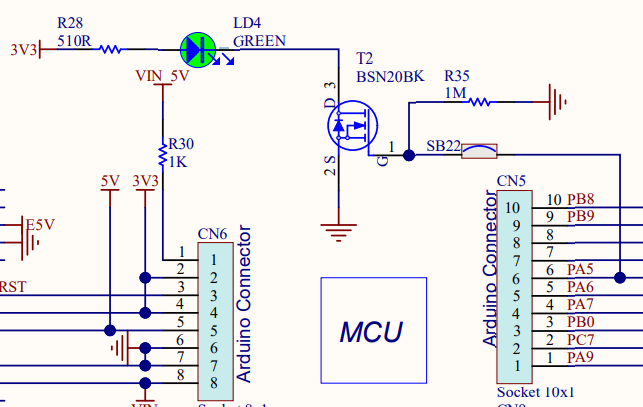 R28
510R
3V3
LD4
GREEN
VIN_5V
R30
1K
T2
BSN20BK
D 3
2 S
1
G
R35
1M
SB22
5V
3V3
E5V
RST
CN6
1 1
2 2
3 3
4 4
5 5
6 6
7 7
8 8
Arduino Connector
MCU
CN5
Arduino Connector
10 10 PB8
9 9 PB9
8 8
7 7
6 6 PA5
5 5 PA6
4 4 PA7
3 3 PB0
2 2 PC7
1 1 PA9
Socket 10x1